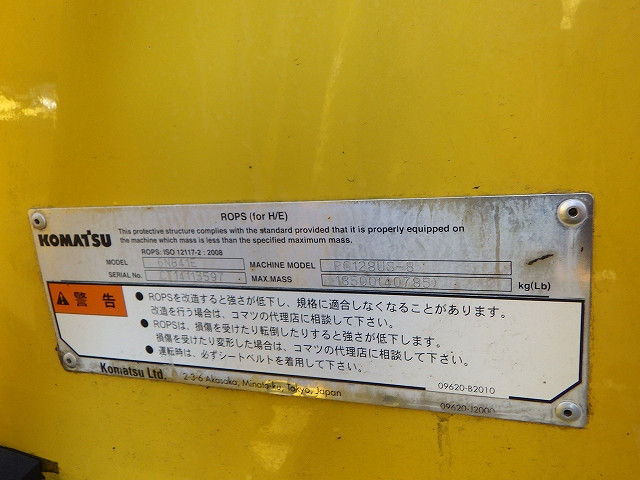 ROPS (for H/E)
KOMATSU
This protective structure complies with the standard provided that it is properly equipped on
the machine which mass is less than the specified maximum mass.
ROPS: ISO 12117-2 : 2008
MODEL MACHINE MODEL PC128US-8
SERIAL No. MAX.MASS 18500(40785) kg(Lb)
警告
● ROPSを改造すると強さが低下し、規格に適合しなくなることがあります。
改造を行う場合は、コマツの代理店に相談して下さい。
● ROPSは、損傷を受けたり転倒したりすると強さが低下します。
損傷を受けたり変形した場合は、コマツの代理店に相談して下さい。
● 運転時は、必ずシートベルトを着用して下さい。
09620-B2010
Komatsu Ltd. 2-3-6 Akasaka, Minato-ku, Tokyo, Japan
09620-J2000